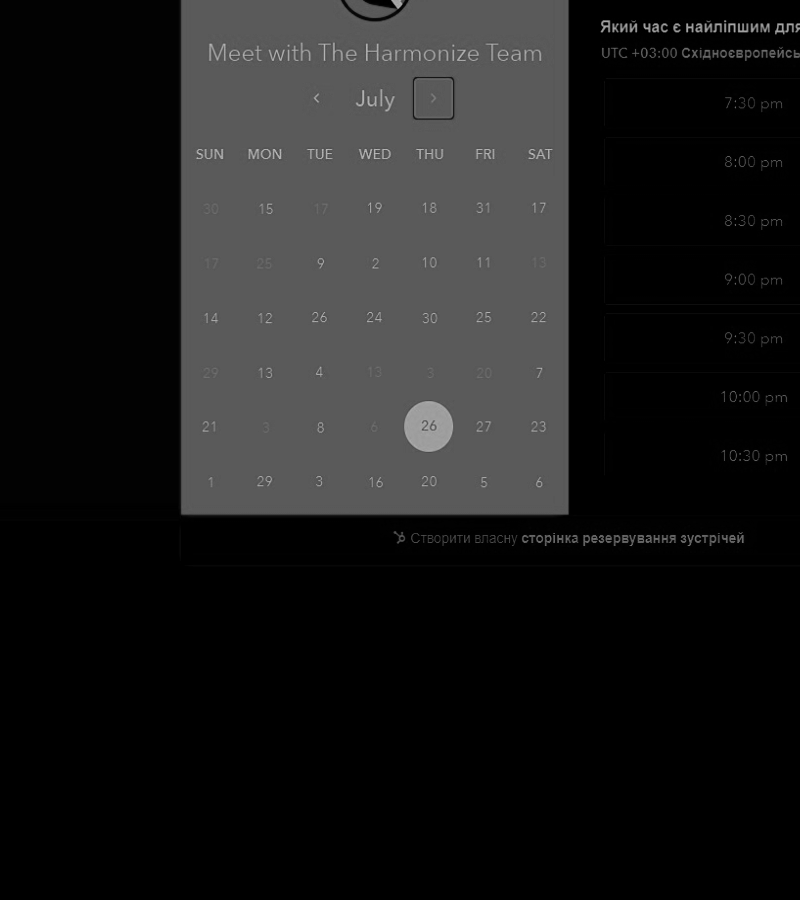 Meet with The Harmonize Team
July
SUN MON TUE WED THU FRI SAT
30 15 17 19 18 31 17
17 25 9 2 10 11 13
14 12 26 24 30 25 22
29 13 4 13 3 20 7
21 3 8 6 26 27 23
1 29 3 16 20 5 6
Який час є найліпшим для
UTC +03:00
7:30 pm
8:00 pm
8:30 pm
9:00 pm
9:30 pm
10:00 pm
10:30 pm
Створити власну сторінка резервування зустрічей